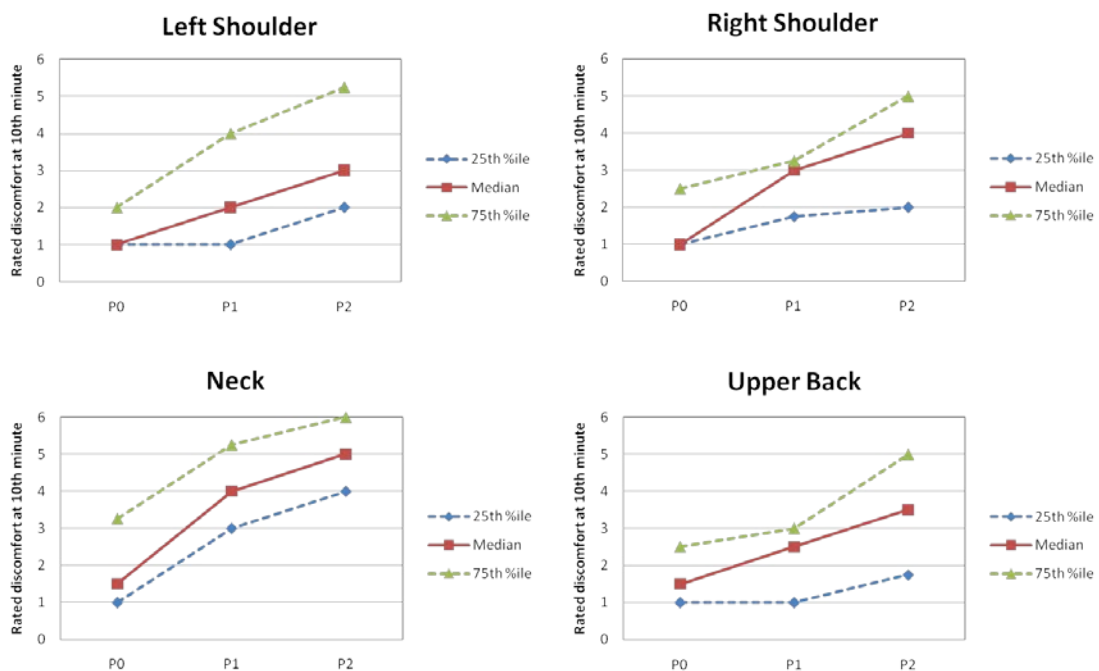 Left Shoulder
Rated discomfort at 10th minute
6
5
4
3
2
1
0
P0 P1 P2
25th %ile
Median
75th %ile
Right Shoulder
Rated discomfort at 10th minute
6
5
4
3
2
1
0
P0 P1 P2
25th %ile
Median
75th %ile
Neck
Rated discomfort at 10th minute
6
5
4
3
2
1
0
P0 P1 P2
25th %ile
Median
75th %ile
Upper Back
Rated discomfort at 10th minute
6
5
4
3
2
1
0
P0 P1 P2
25th %ile
Median
75th %ile